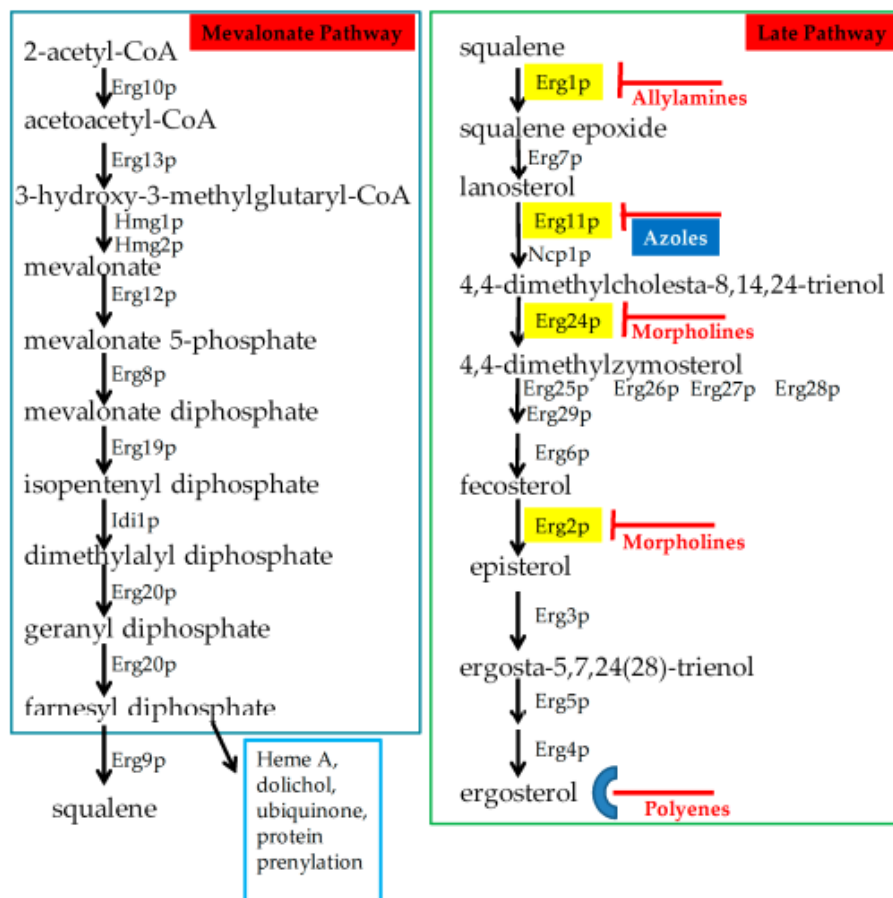 Mevalonate Pathway
2-acetyl-CoA
Erg10p
acetoacetyl-CoA
Erg13p
3-hydroxy-3-methylglutaryl-CoA
Hmg1p
Hmg2p
mevalonate
Erg12p
mevalonate 5-phosphate
Erg8p
mevalonate diphosphate
Erg19p
isopentenyl diphosphate
Idi1p
dimethylalyl diphosphate
Erg20p
geranyl diphosphate
Erg20p
farnesyl diphosphate
Erg9p
squalene
Heme A,
dolichol,
ubiquinone,
protein
prenylation
Late Pathway
squalene
Erg1p
Allylamines
squalene epoxide
Erg7p
lanosterol
Erg11p
Azoles
Ncp1p
4,4-dimethylcholesta-8,14,24-trienol
Erg24p
Morpholines
4,4-dimethylzymosterol
Erg25p Erg26p Erg27p Erg28p
Erg29p
Erg6p
fecosterol
Erg2p
Morpholines
episterol
Erg3p
ergosta-5,7,24(28)-trienol
Erg5p
Erg4p
ergosterol
Polyenes